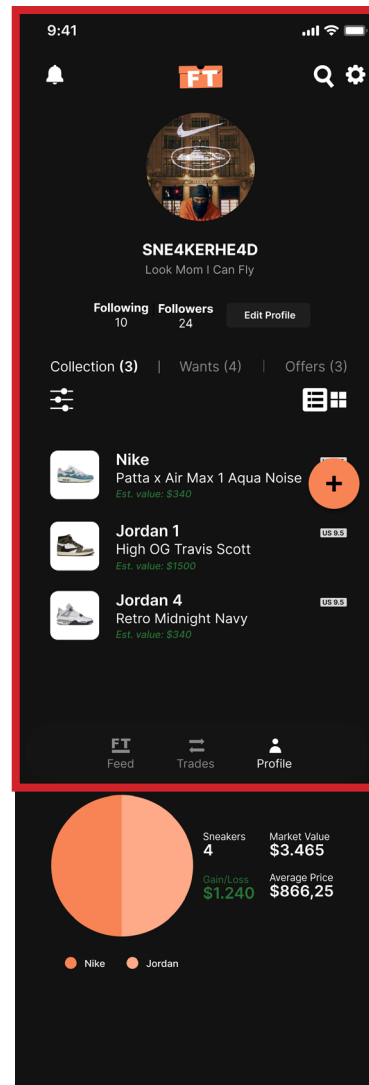 9:41
FT
SNE4KERHE4D
Look Mom I Can Fly
Following Followers
10 24
Edit Profile
Collection (3) | Wants (4) | Offers (3)
Nike
Patta x Air Max 1 Aqua Noise
Est. value: $340
+
Jordan 1
US 9.5
High OG Travis Scott
Est. value: $1500
Jordan 4
US 9.5
Retro Midnight Navy
Est. value: $340
FT
Feed Trades Profile
Sneakers Market Value
4 $3.465
Gain/Loss Average Price
$1.240 $866,25
Nike Jordan